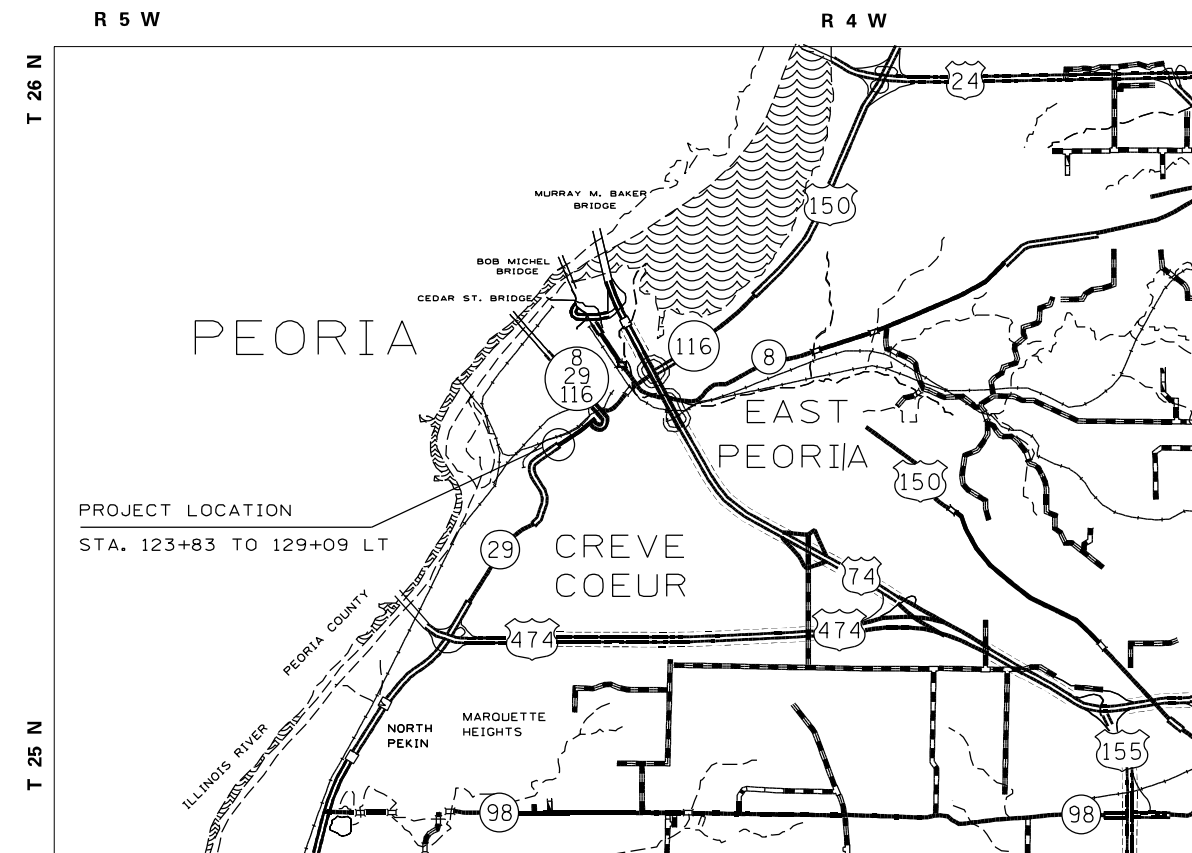 R 5 W
R 4 W
T 26 N
24
MURRAY M. BAKER
BRIDGE
150
BOB MICHEL
BRIDGE
CEDAR ST. BRIDGE
PEORIA
116
8
8
29
116
EAST
PEORIA
150
PROJECT LOCATION
STA. 123+83 TO 129+09 LT
29
CREVE
COEUR
74
PEORIA COUNTY
474
474
NORTH
PEKIN
MARQUETTE
HEIGHTS
T 25 N
ILLINOIS RIVER
155
98
98